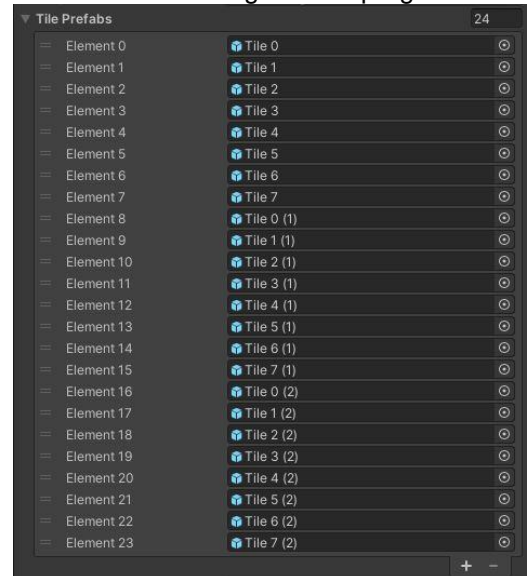 Tile Prefabs 24
Element 0 Tile 0
Element 1 Tile 1
Element 2 Tile 2
Element 3 Tile 3
Element 4 Tile 4
Element 5 Tile 5
Element 6 Tile 6
Element 7 Tile 7
Element 8 Tile 0 (1)
Element 9 Tile 1 (1)
Element 10 Tile 2 (1)
Element 11 Tile 3 (1)
Element 12 Tile 4 (1)
Element 13 Tile 5 (1)
Element 14 Tile 6 (1)
Element 15 Tile 7 (1)
Element 16 Tile 0 (2)
Element 17 Tile 1 (2)
Element 18 Tile 2 (2)
Element 19 Tile 3 (2)
Element 20 Tile 4 (2)
Element 21 Tile 5 (2)
Element 22 Tile 6 (2)
Element 23 Tile 7 (2)
+ -